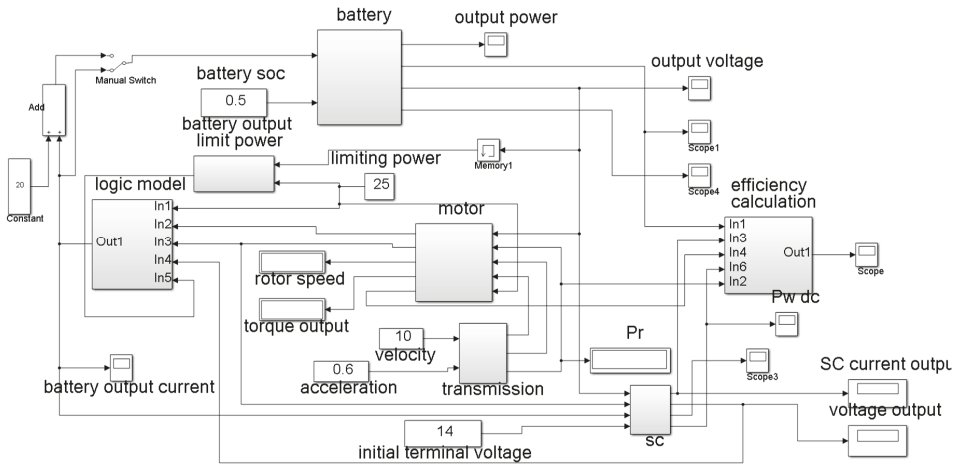 battery
output power
output voltage
Manual Switch
battery soc
0.5
Add
+ +
battery output
limit power
Scope1
Memory1
limiting power
25
Scope4
20
Constant
logic model
efficiency
calculation
motor
In1
In2
In3
In4
In5
Out1
In1
In3
In4
In6
In2
Out1
Scope
rotor speed
torque output
Pw dc
10
velocity
Pr
0.6
acceleration
transmission
Scope3
battery output current
SC current outpu
voltage output
14
initial terminal voltage
sc